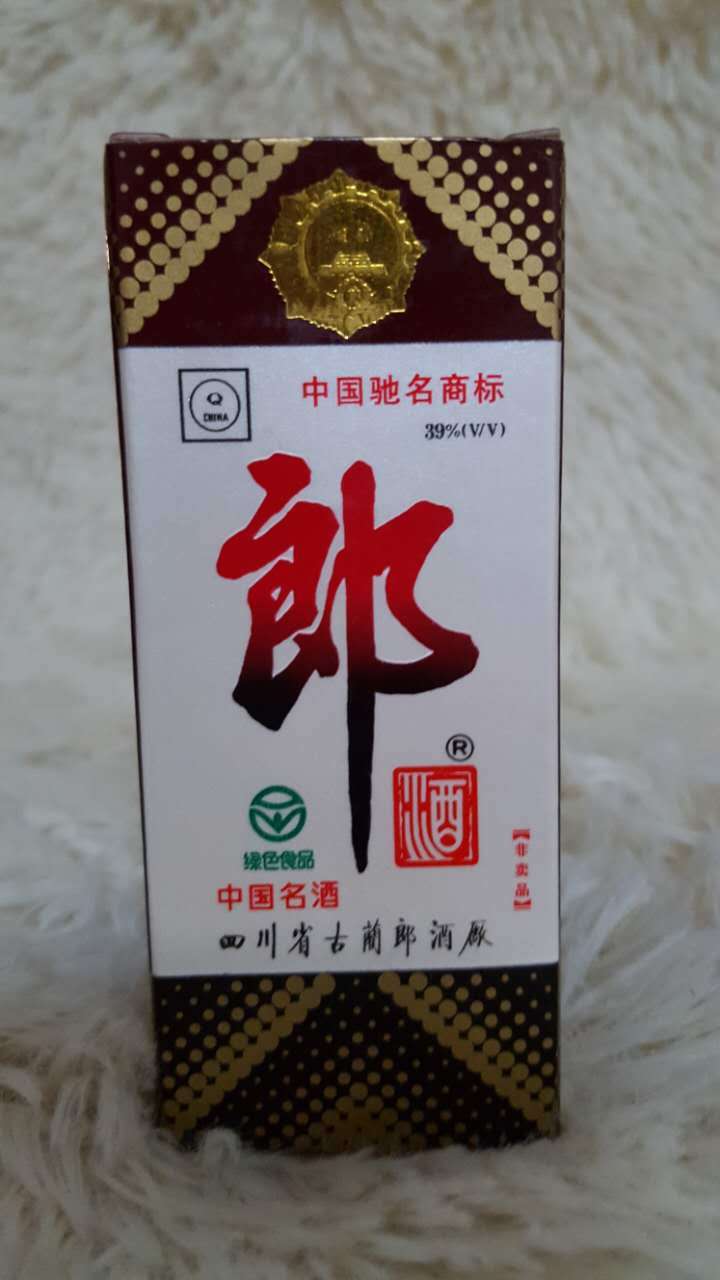 Q
CHINA
中国驰名商标
39%(V/V)
郎
®
酒
绿色食品
【非卖品】
中国名酒
四川省古蔺郎酒厂